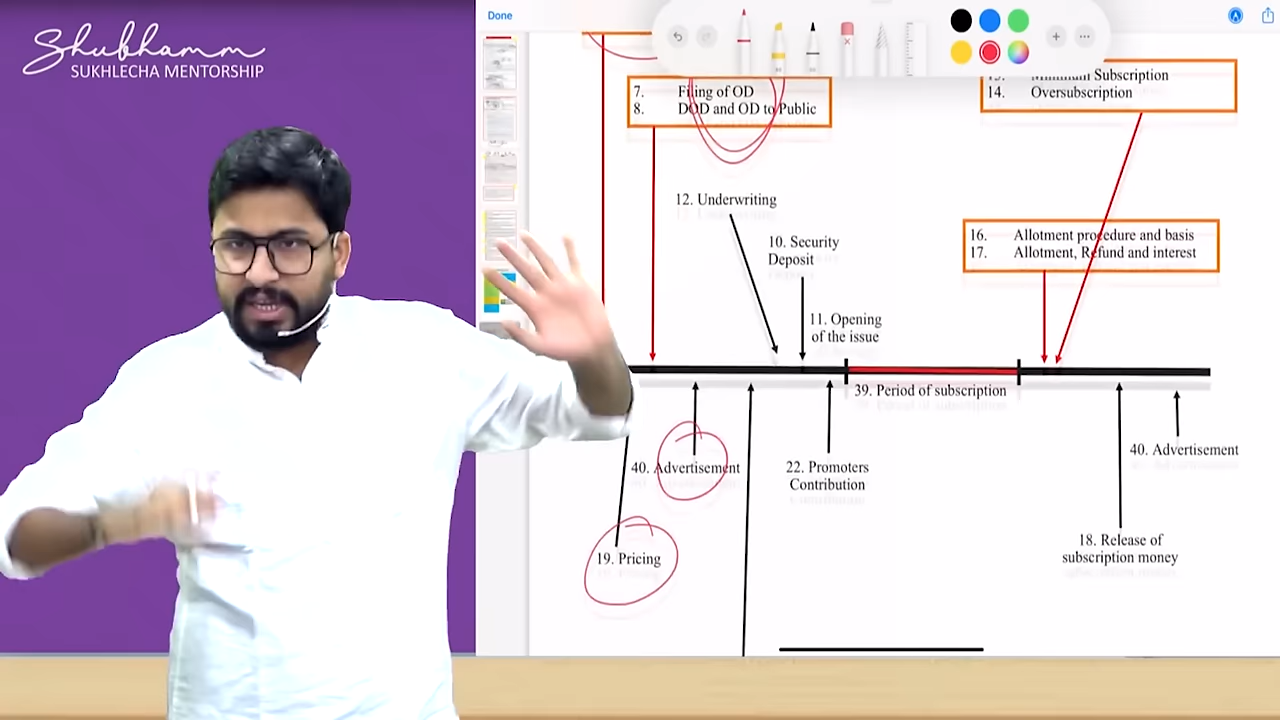 Shubhamm
SUKHLECHA MENTORSHIP
Done
7. Filing of OD
8. DOD and OD to Public
Minimum Subscription
14. Oversubscription
12. Underwriting
10. Security
Deposit
16. Allotment procedure and basis
17. Allotment, Refund and interest
11. Opening
of the issue
39. Period of subscription
40. Advertisement
22. Promoters
Contribution
40. Advertisement
19. Pricing
18. Release of
subscription money